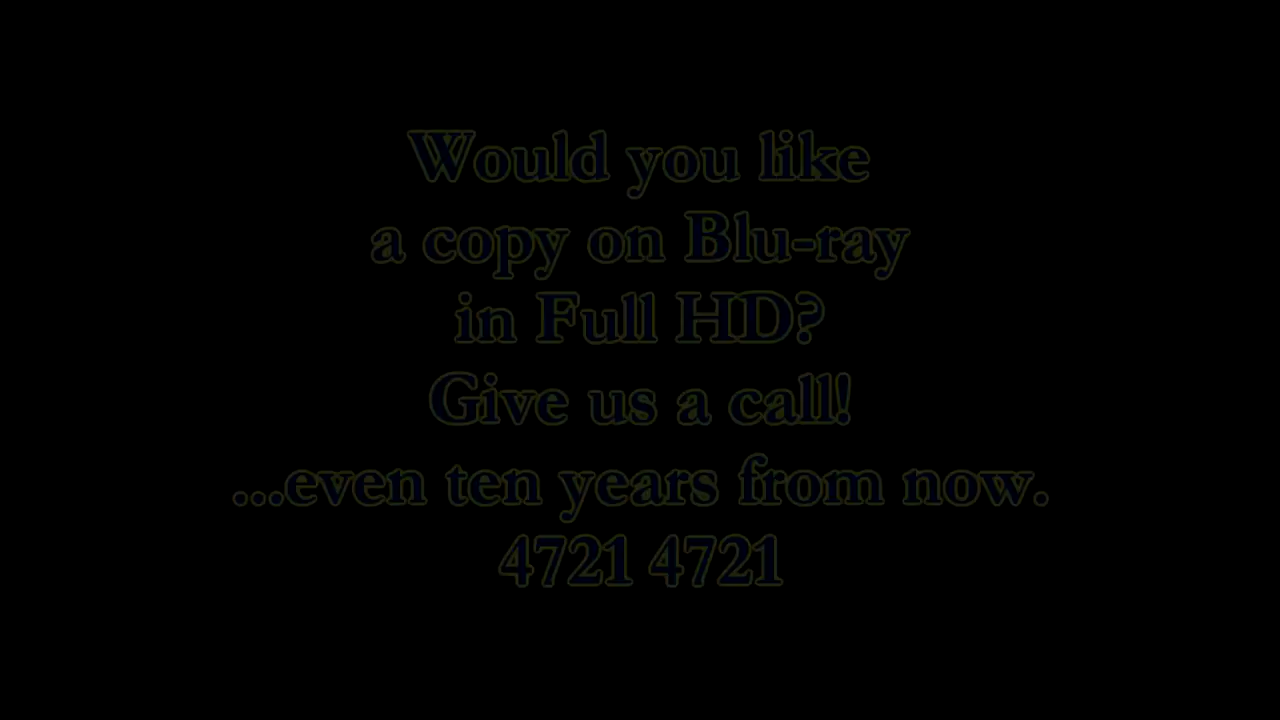 Would you like
a copy on Blu-ray
in Full HD?
Give us a call!
...even ten years from now.
4721 4721